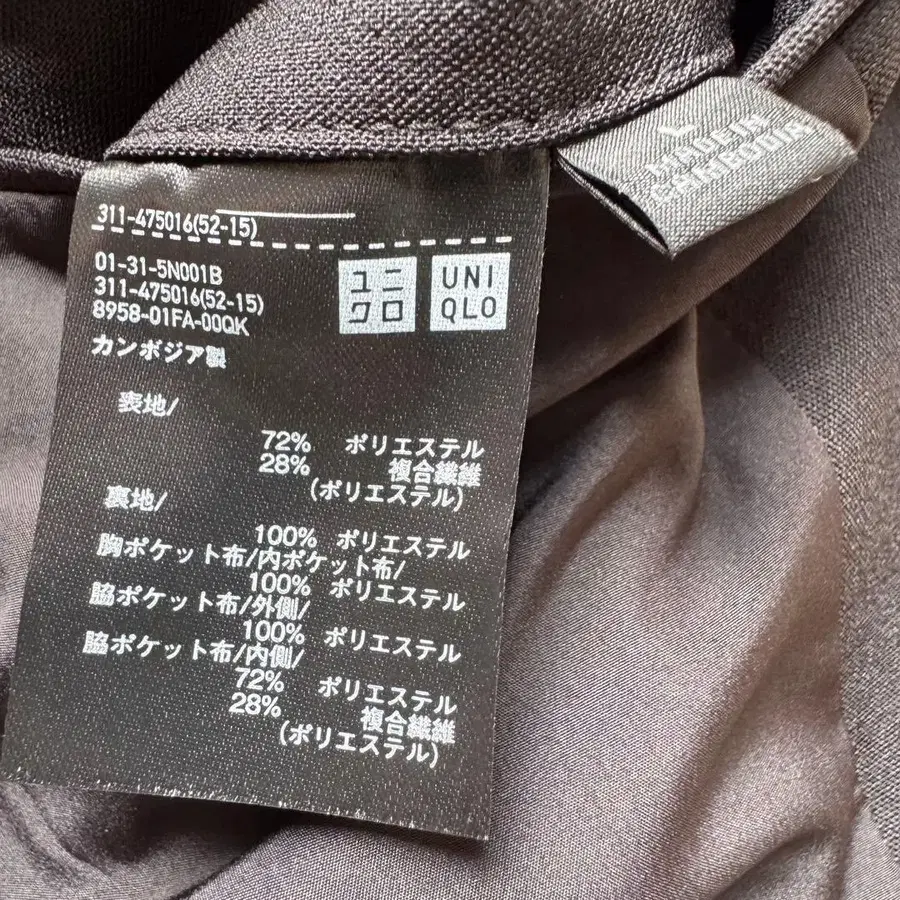 L
MADE IN
CAMBODIA
311-475016(52-15)
01-31-5N001B
311-475016(52-15)
8958-01FA-00QK
ユニ
クロ
UNI
QLO
カンボジア製
表地/
72% ポリエステル
28% 複合繊維
(ポリエステル)
裏地/
100% ポリエステル
胸ポケット布/内ポケット布/
100% ポリエステル
脇ポケット布/外側/
100% ポリエステル
脇ポケット布/内側/
72% ポリエステル
28% 複合繊維
(ポリエステル)